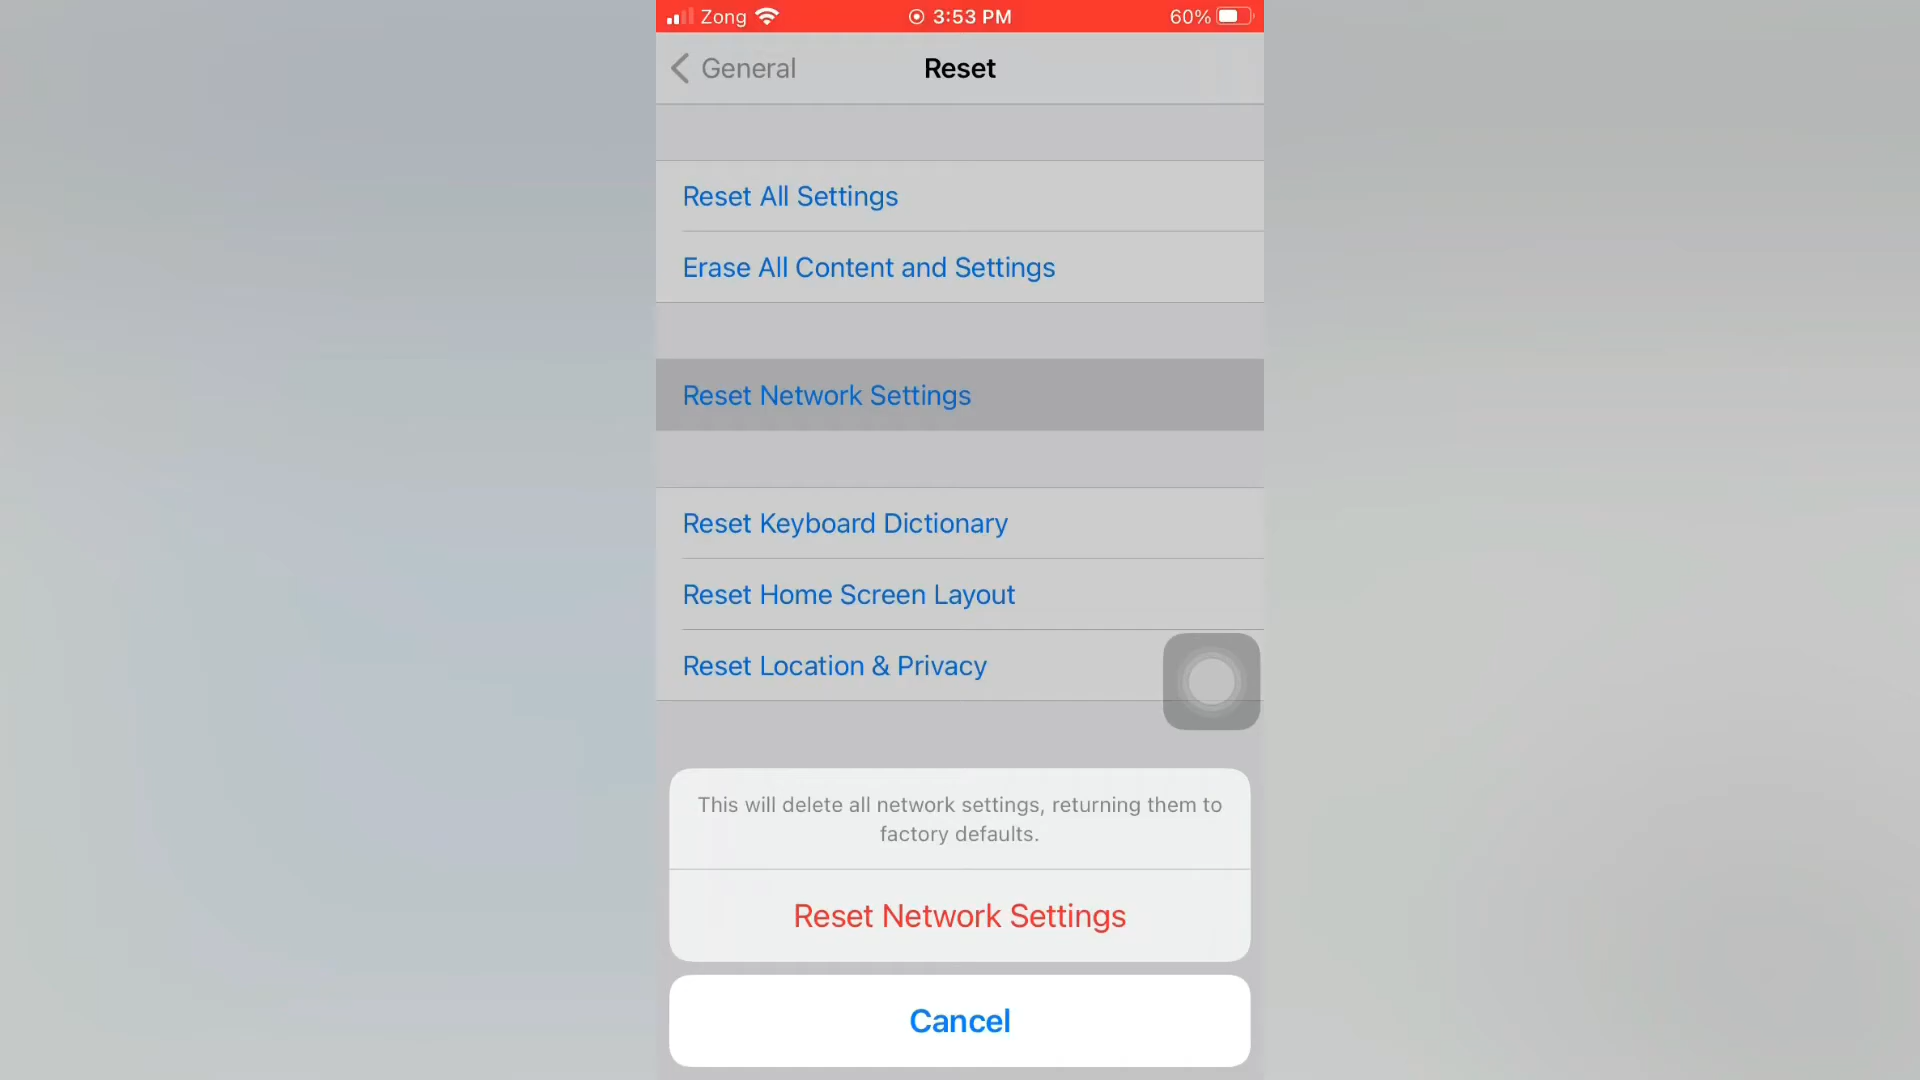 Zong 3:53 PM 60%
General Reset
Reset All Settings
Erase All Content and Settings
Reset Network Settings
Reset Keyboard Dictionary
Reset Home Screen Layout
Reset Location & Privacy
This will delete all network settings, returning them to
factory defaults.
Reset Network Settings
Cancel